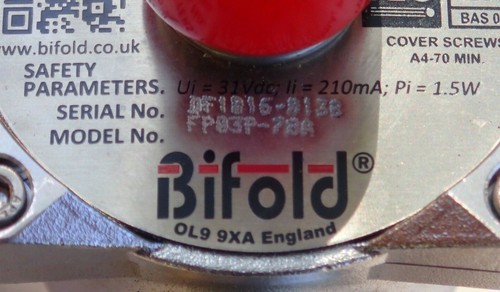 BAS 0
www.bifold.co.uk
COVER SCREWS
A4-70 MIN.
SAFETY
PARAMETERS. Ui = 31Vdc; Ii = 210mA; Pi = 1.5W
SERIAL No.
MODEL No.
Bifold®
OL9 9XA England